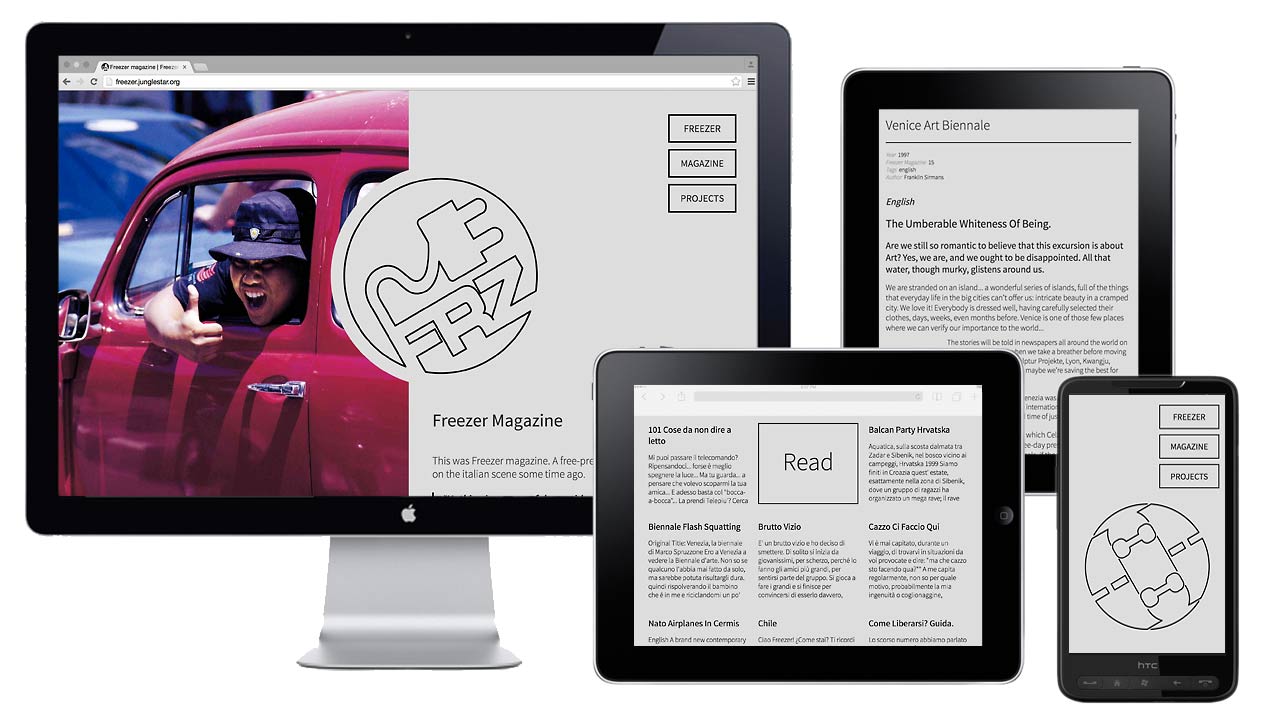 Freezer magazine | Freeze
freezer.junglestar.org
FREEZER
MAGAZINE
PROJECTS
FRZ
Freezer Magazine
This was Freezer magazine. A free-pre
on the italian scene some time ago.
Venice Art Biennale
Year 1997
Freezer Magazine 15
Tags english
Author Franklin Sirmans
English
The Umberable Whiteness Of Being.
Are we still so romantic to believe that this excursion is about
Art? Yes, we are, and we ought to be disappointed. All that
water, though murky, glistens around us.
We are stranded on an island... a wonderful series of islands, full of the things
that everyday life in the big cities can't offer us: intricate beauty in a cramped
city. We love it! Everybody is dressed well, having carefully selected their
clothes, days, weeks, even months before. Venice is one of those few places
where we can verify our importance to the world...
The stories will be told in newspapers all around the world on
hen we take a breather before moving
ulptur Projekte, Lyon, Kwangju,
maybe we're saving the best for
enezia was
internation
time of jus
which Cel
ee-day pres
Read
101 Cose da non dire a
letto
Mi puoi passare il telecomando?
Ripensandoci... forse è meglio
spegnere la luce... Ma tu guarda... a
pensare che volevo scoparmi la tua
amica... E adesso basta col "bocca-
a-bocca"... La prendi Telepiu'? Cerca
Balcan Party Hrvatska
Aquatica, sulla scosta dalmata tra
Zadar e Sibenik, nel bosco vicino ai
campeggi, Hrvatska 1999 Siamo
finiti in Croazia quest' estate,
esattamente nella zona di Sibenik,
dove un gruppo di ragazzi ha
organizzato un mega rave; il rave
Biennale Flash Squatting
Original Title: Venezia, la biennale
di Marco Spruzzone Ero a Venezia a
vedere la Biennale d'arte. Non so se
qualcuno l'abbia mai fatto da solo,
ma sarebbe potuta risultargli dura.
quindi rispolverando il bambino
che è in me e riciclandomi un po'
Brutto Vizio
E' un brutto vizio e ho deciso di
smettere. Di solito si inizia da
giovanissimi, per scherzo, perché lo
fanno gli amici più grandi, per
sentirsi parte del gruppo. Si gioca a
fare i grandi e si finisce per
convincersi di esserlo davvero,
Cazzo Ci Faccio Qui
Vi è mai capitato, durante un
viaggio, di trovarvi in situazioni da
voi provocate e dire: "ma che cazzo
sto facendo qua?"" A me capita
regolarmente, non so per quale
motivo, probabilmente la mia
ingenuità o coglionaggine,
Nato Airplanes In Cermis
English A brand new contemporary
Chile
Ciao Freezer! ¿Come stai? Ti ricordi
Come Liberarsi? Guida.
Lo scorso numero abbiamo parlato
FREEZER
MAGAZINE
PROJECTS
hTC